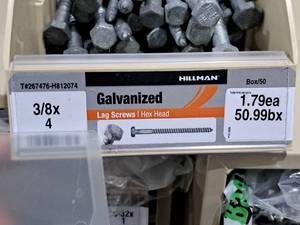 HILLMAN
T#267476-H812074
Box/50
3/8x
4
Galvanized
Lag Screws | Hex Head
1.79ea
50.99bx